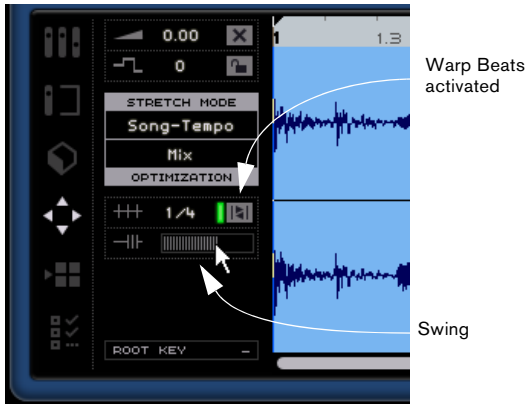 0.00
1
1.3
0
Warp Beats
activated
STRETCH MODE
Song-Tempo
Mix
OPTIMIZATION
1/4
Swing
ROOT KEY –